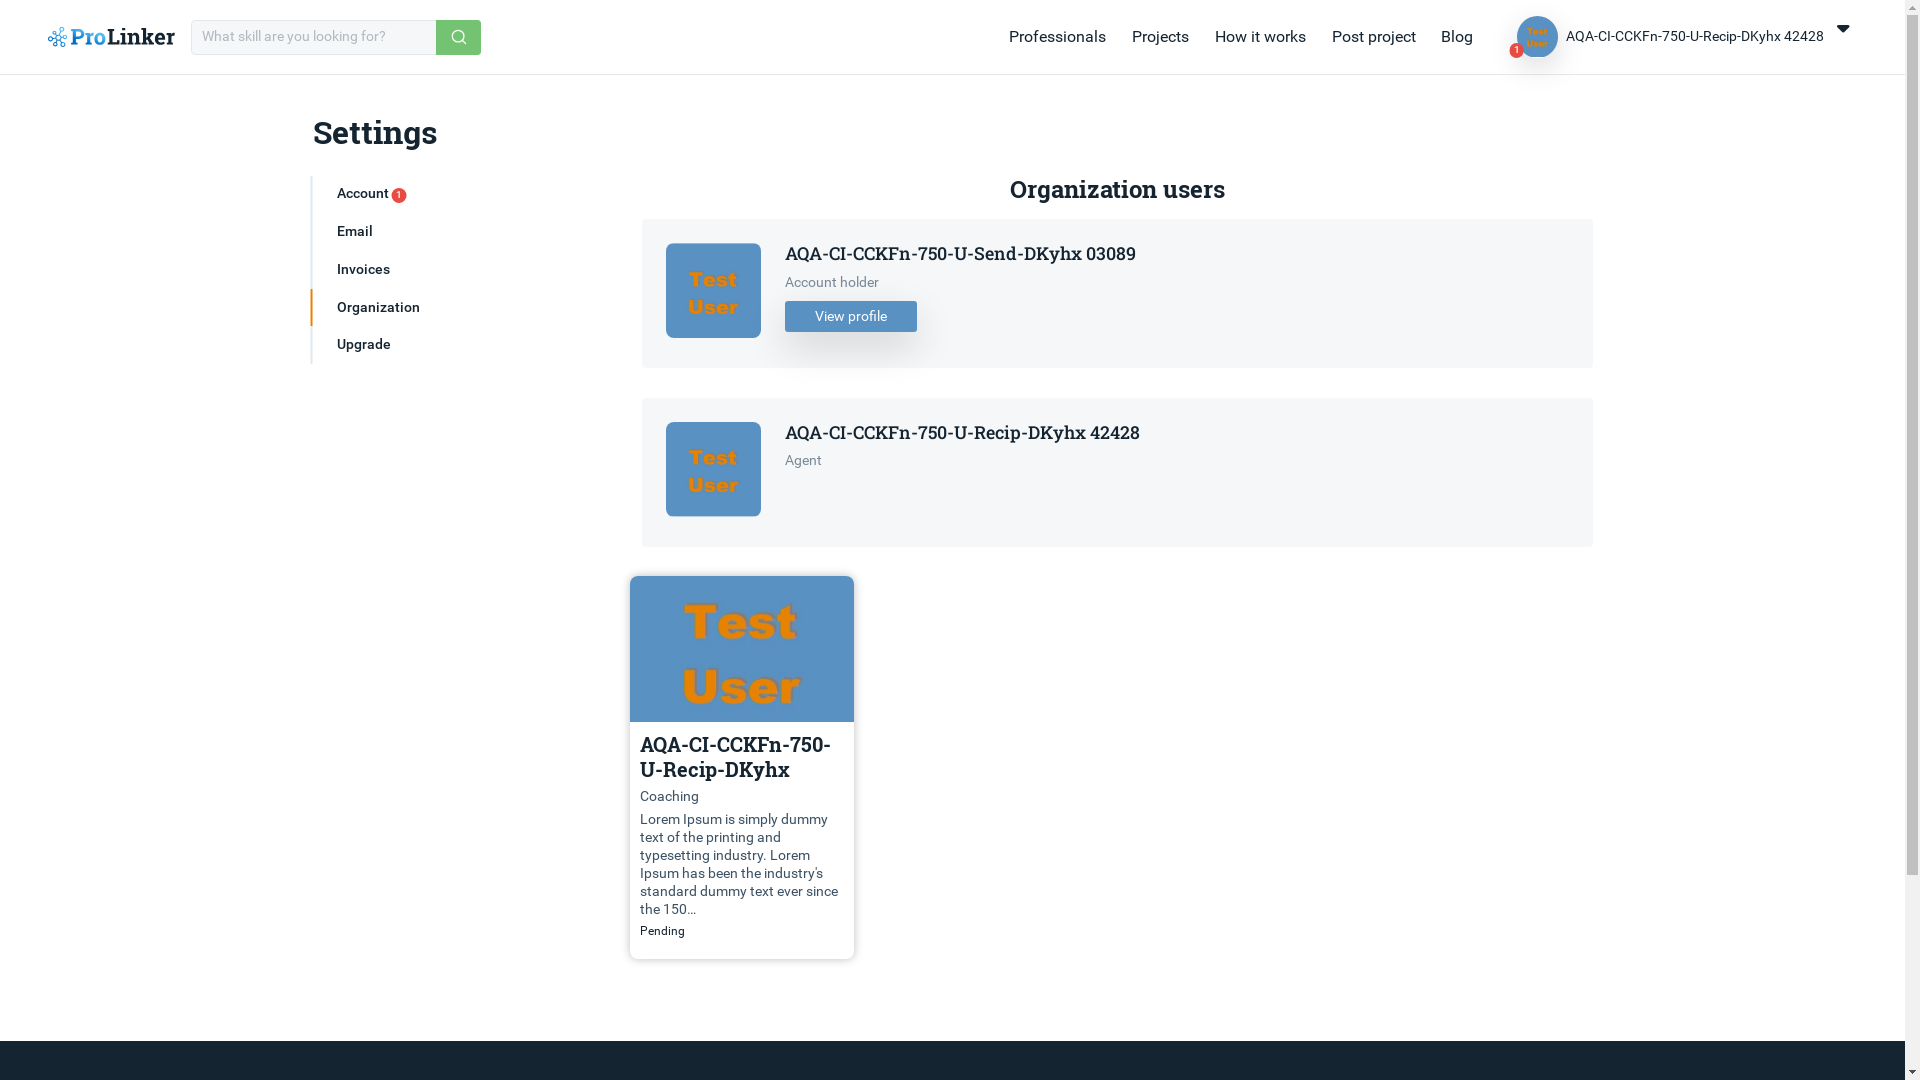 ProLinker
What skill are you looking for?
Professionals
Projects
How it works
Post project
Blog
Test
User
1
AQA-CI-CCKFn-750-U-Recip-DKyhx 42428
Settings
Account 1
Email
Invoices
Organization
Upgrade
Organization users
Test
User
AQA-CI-CCKFn-750-U-Send-DKyhx 03089
Account holder
View profile
Test
User
AQA-CI-CCKFn-750-U-Recip-DKyhx 42428
Agent
Test
User
AQA-CI-CCKFn-750-
U-Recip-DKyhx
Coaching
Lorem Ipsum is simply dummy
text of the printing and
typesetting industry. Lorem
Ipsum has been the industry's
standard dummy text ever since
the 150...
Pending